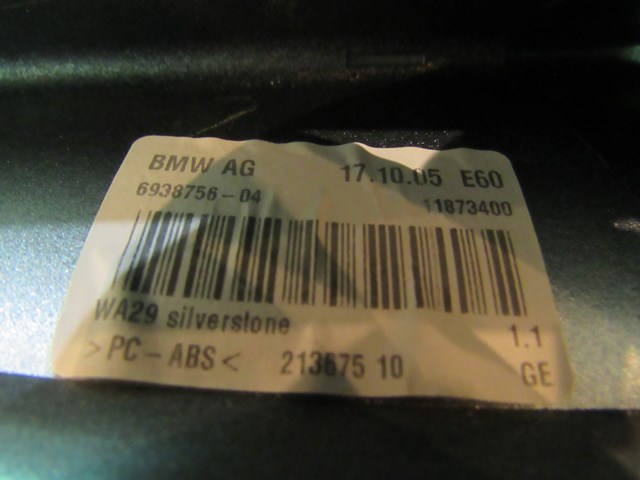 BMW AG 17.10.05 E60
6938756-04 11873400
WA29 silverstone 1.1
>PC-ABS< 213675 10 GE